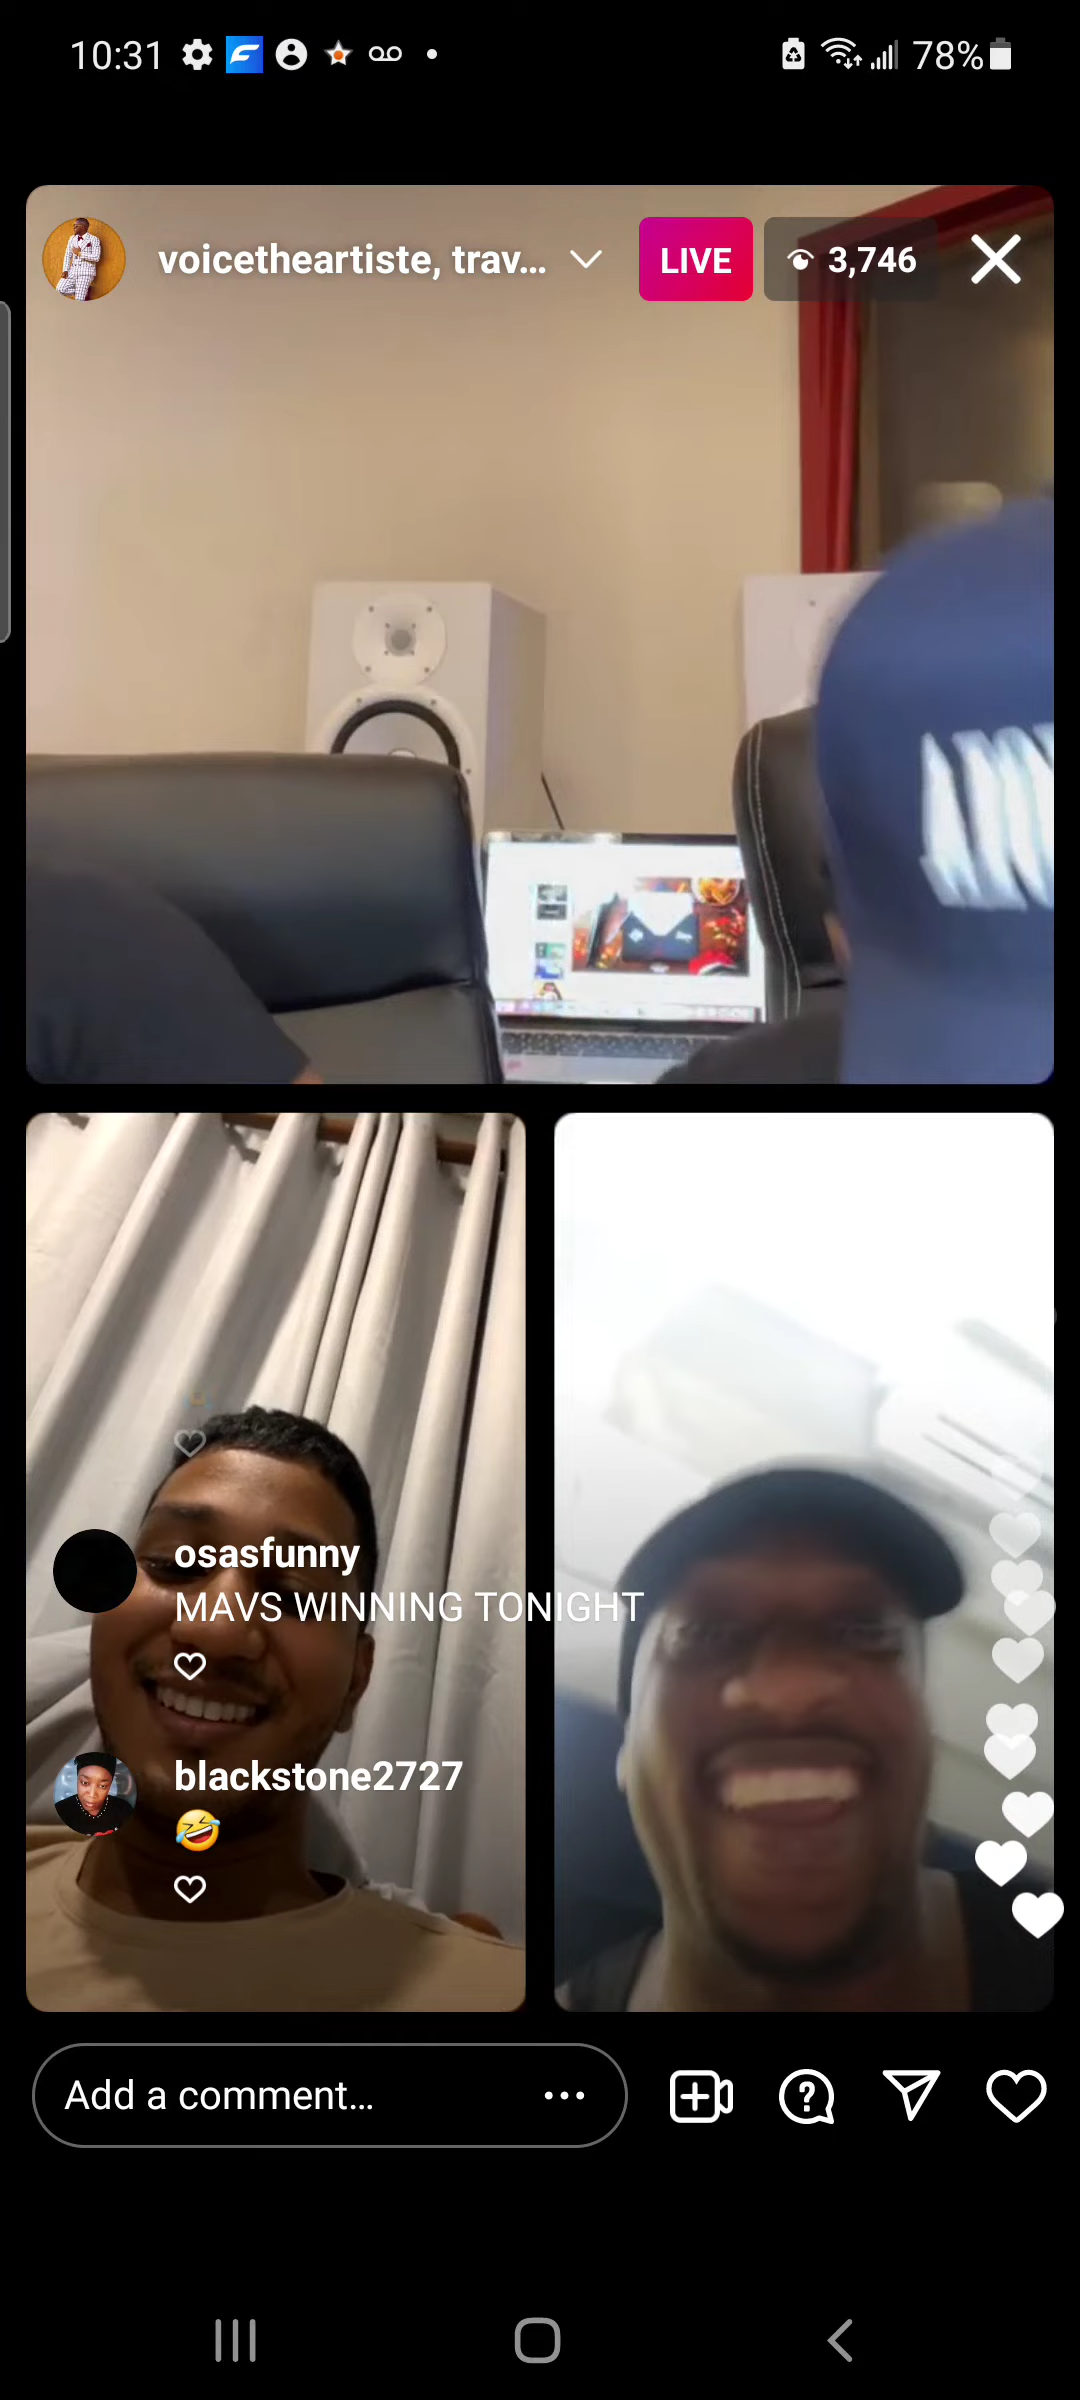 10:31
78%
voicetheartiste, trav...
LIVE
3,746
osasfunny
MAVS WINNING TONIGHT
blackstone2727
🤣
Add a comment...